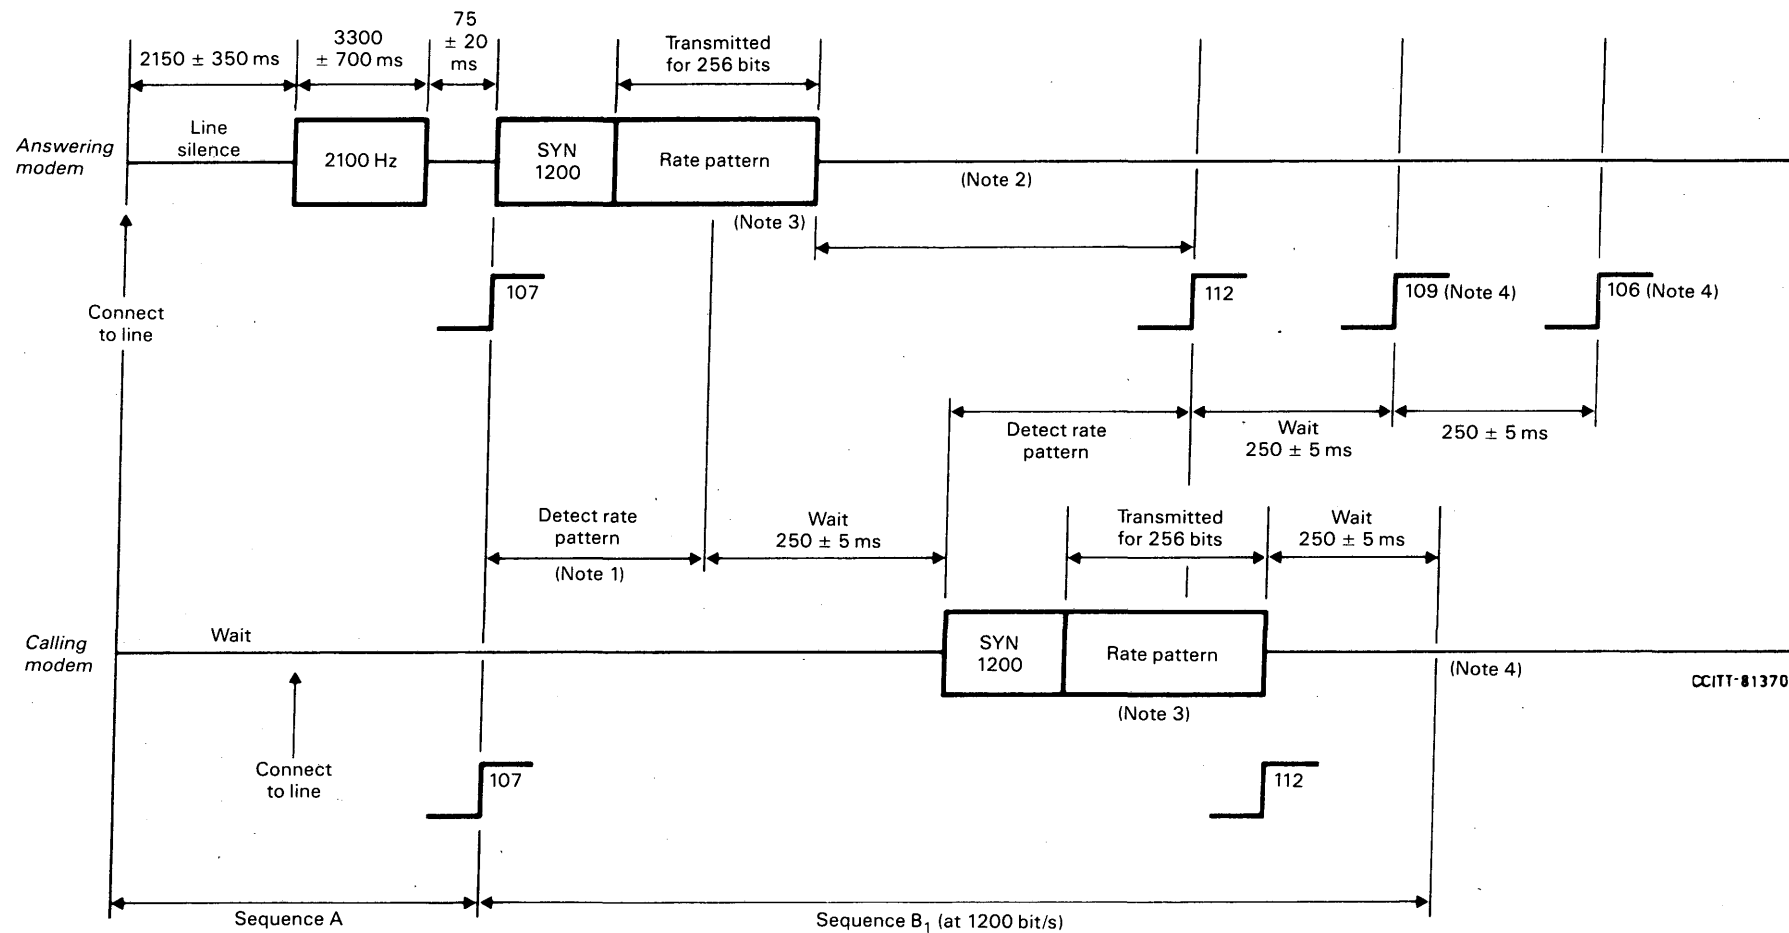 75
± 20
ms
3300
± 700 ms
2150 ± 350 ms
Transmitted
for 256 bits
Answering
modem
Line
silence
2100 Hz
SYN
1200
Rate pattern
(Note 2)
(Note 3)
107
112
109 (Note 4)
106 (Note 4)
Connect
to line
Detect rate
pattern
Wait
250 ± 5 ms
250 ± 5 ms
Detect rate
pattern
(Note 1)
Wait
250 ± 5 ms
Transmitted
for 256 bits
Wait
250 ± 5 ms
Calling
modem
Wait
SYN
1200
Rate pattern
(Note 3)
(Note 4)
CCITT-81370
Connect
to line
107
112
Sequence A
Sequence B1 (at 1200 bit/s)